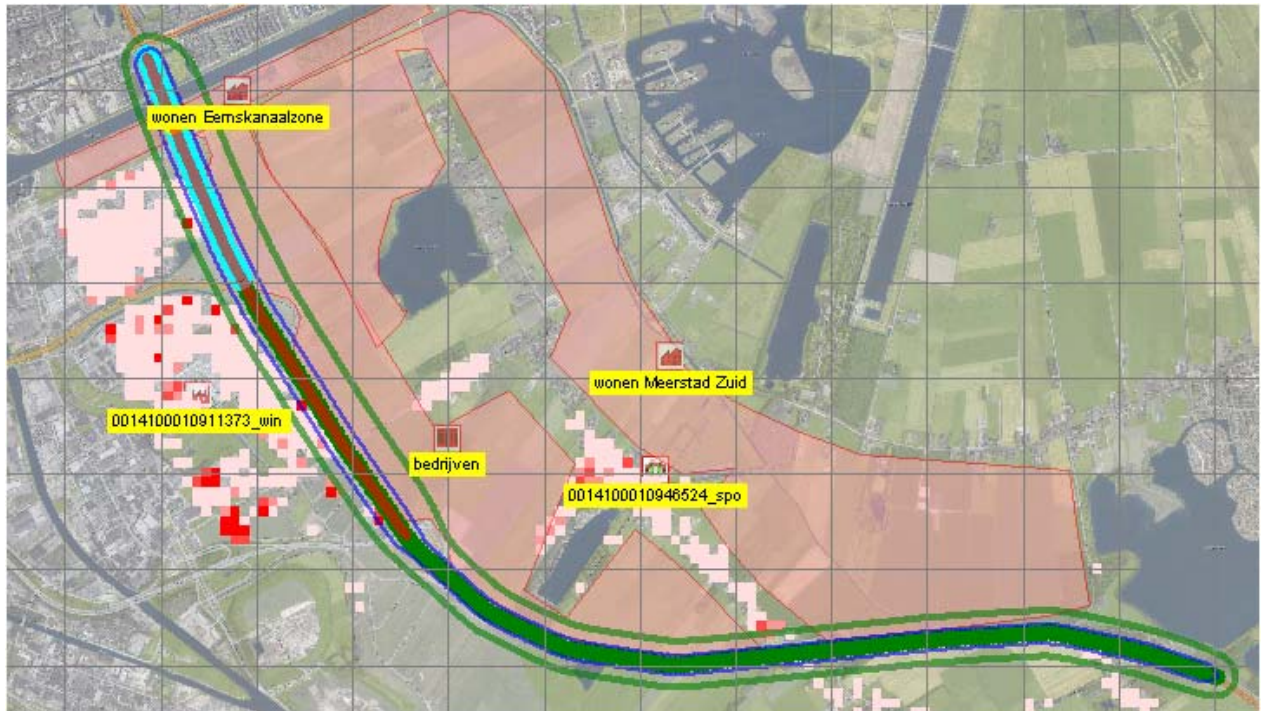 wonen Eemskanaalzone
wonen Meerstad Zuid
0014100010911373_win
bedrijven
0014100010946524_spo